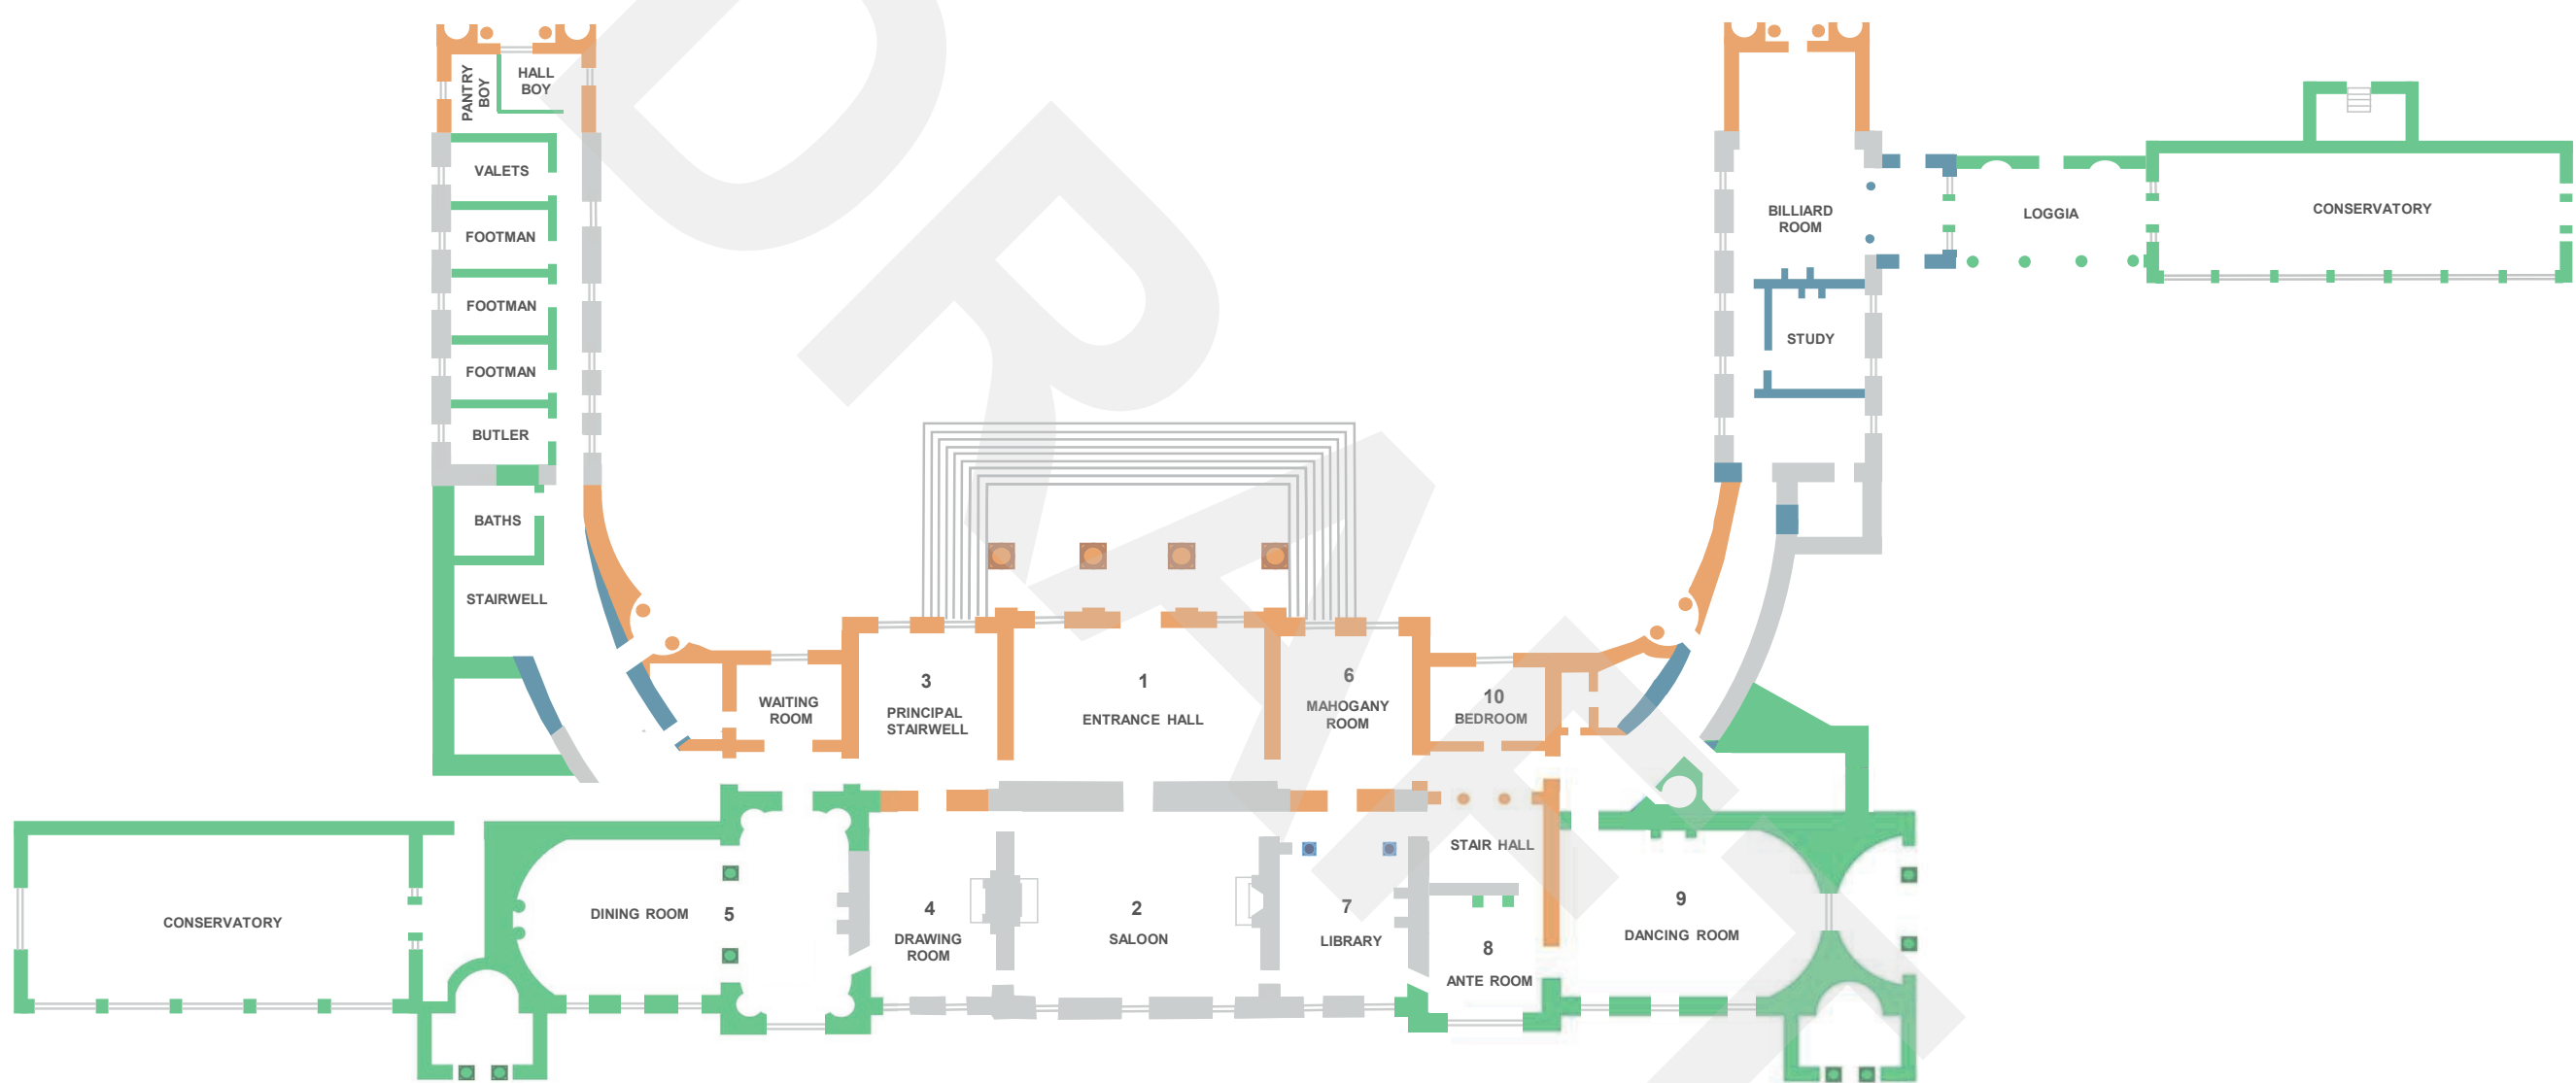 PANTRY
BOY
HALL
BOY
VALETS
FOOTMAN
FOOTMAN
FOOTMAN
BUTLER
BATHS
STAIRWELL
BILLIARD
ROOM
LOGGIA
CONSERVATORY
STUDY
WAITING
ROOM
3
PRINCIPAL
STAIRWELL
1
ENTRANCE HALL
6
MAHOGANY
ROOM
10
BEDROOM
CONSERVATORY
DINING ROOM
5
4
DRAWING
ROOM
2
SALOON
7
LIBRARY
STAIR HALL
8
ANTE ROOM
9
DANCING ROOM
DRAFT